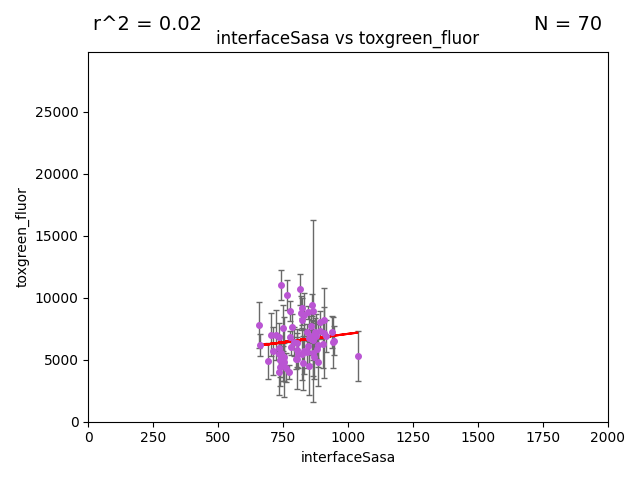 r^2 = 0.02
N = 70
interfaceSasa vs toxgreen_fluor
25000
20000
15000
10000
5000
0
toxgreen_fluor
0 250 500 750 1000 1250 1500 1750 2000
interfaceSasa